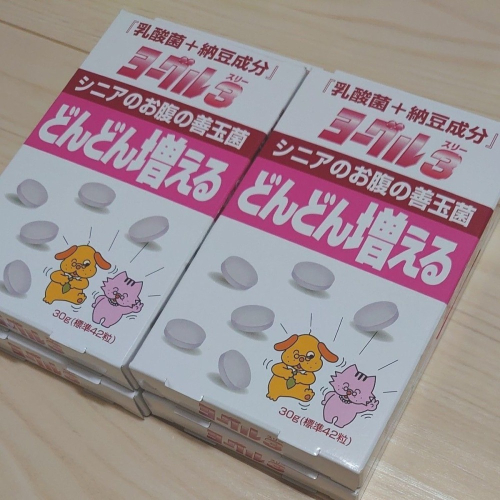 『乳酸菌+納豆成分』
ヨーグル3
スリー
シニアのお腹の善玉菌
どんどん増える
30g(標準42粒)
『乳酸菌+納豆成分』
ヨーグル3
スリー
シニアのお腹の善玉菌
どんどん増える
30g(標準42粒)